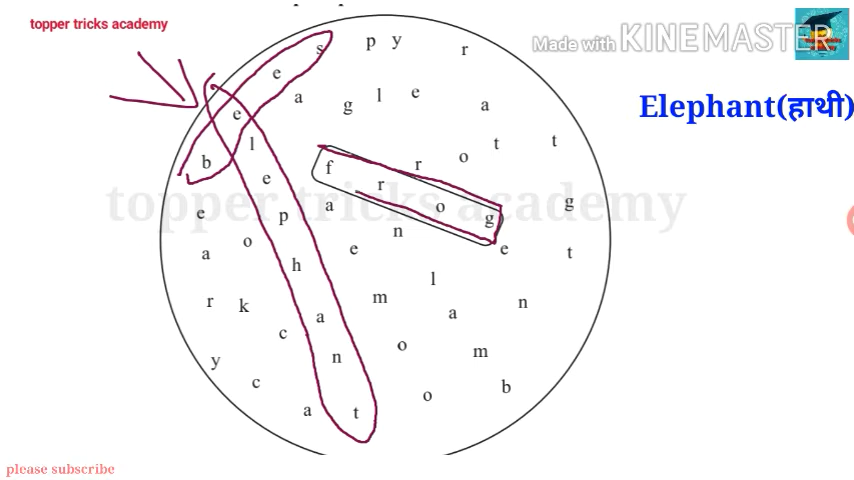 topper tricks academy
Made with KINEMASTER
Elephant(हाथी)
s p y r
e a g l e a
e l r o t t
b e f r
topper tricks academy
e p a o g g
o n
a h e e t
r k m l a n
c a
y n o m
c a t o b
please subscribe